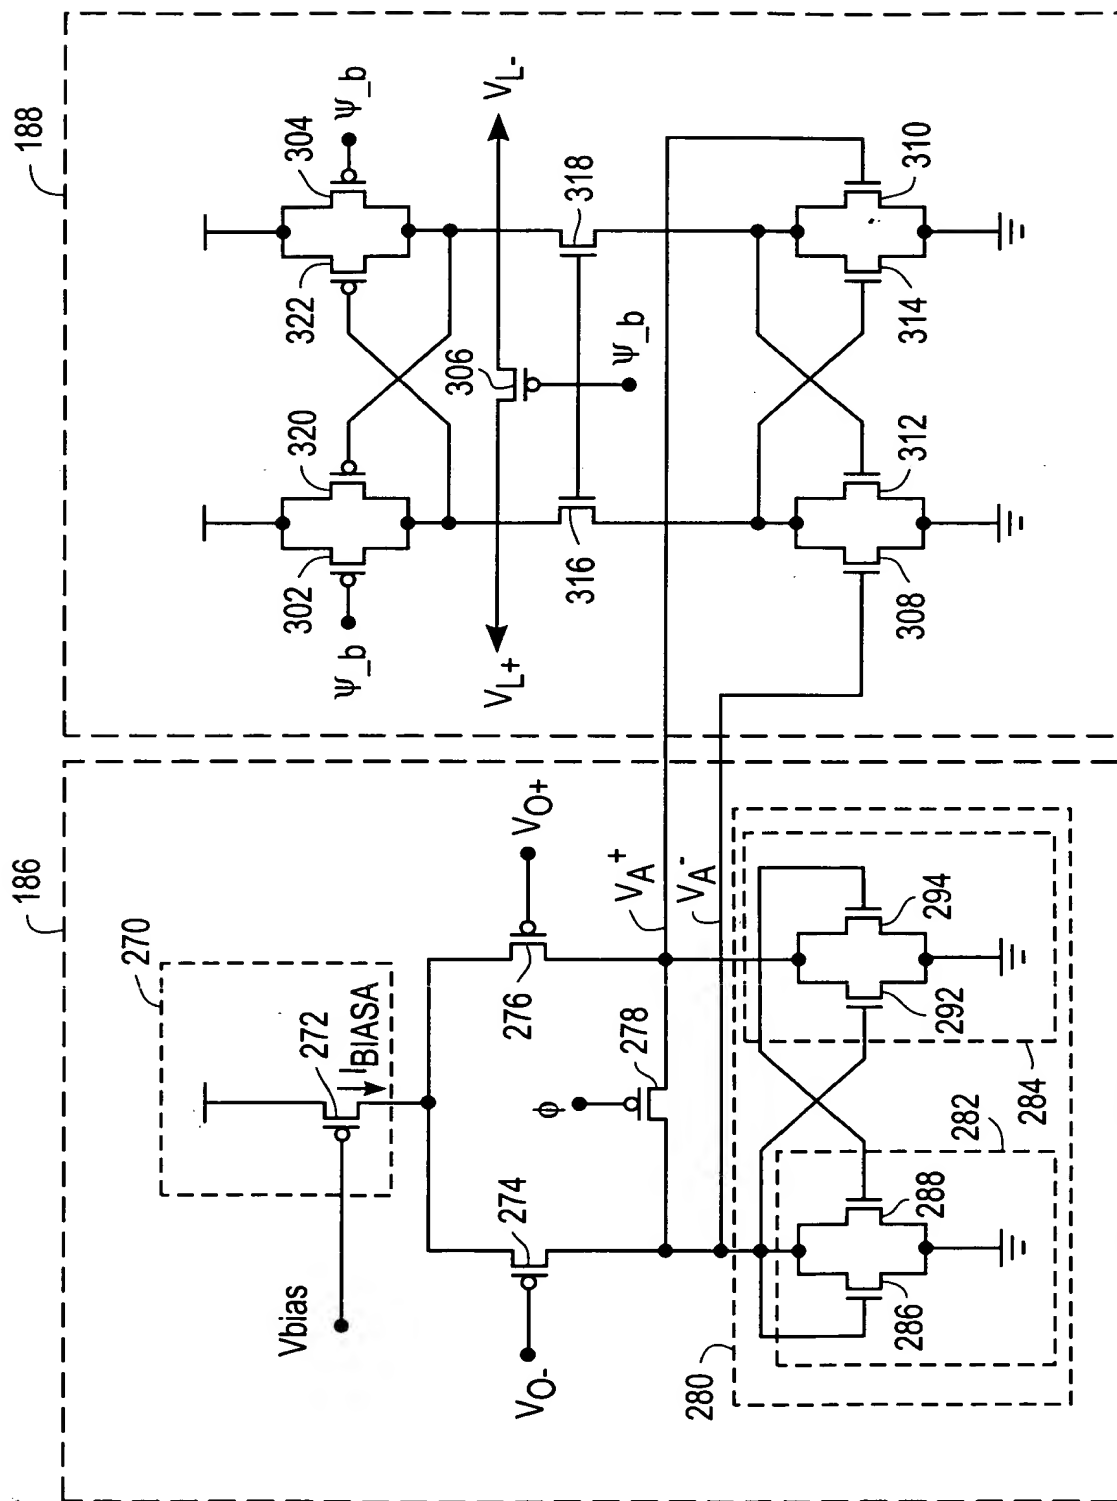 186
188
270
272
I_BIASA
Vbias
274
276
V_O-
V_O+
ϕ
278
V_A^+
V_A^-
280
282
284
286
288
292
294
Ψ_b
302
320
322
304
Ψ_b
V_L+
V_L-
306
Ψ_b
316
318
308
312
314
310